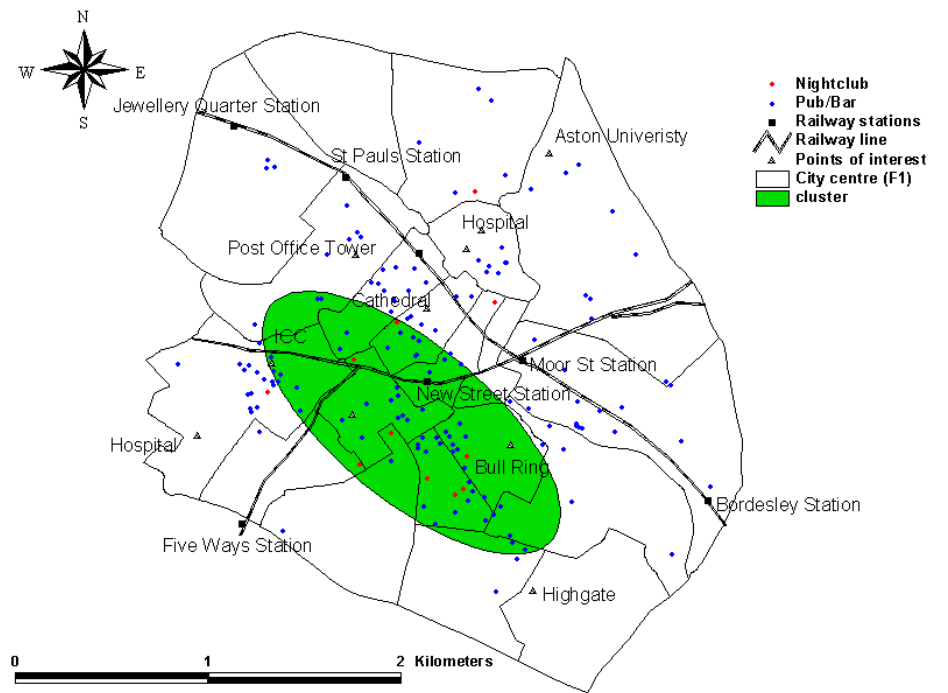 N
W E
S
Jewellery Quarter Station
St Pauls Station
Aston Univeristy
Nightclub
Pub/Bar
Railway stations
Railway line
Points of interest
City centre (F1)
cluster
Hospital
Post Office Tower
Cathedral
ICC
Moor St Station
New Street Station
Hospital
Bull Ring
Bordesley Station
Five Ways Station
Highgate
0 1 2 Kilometers